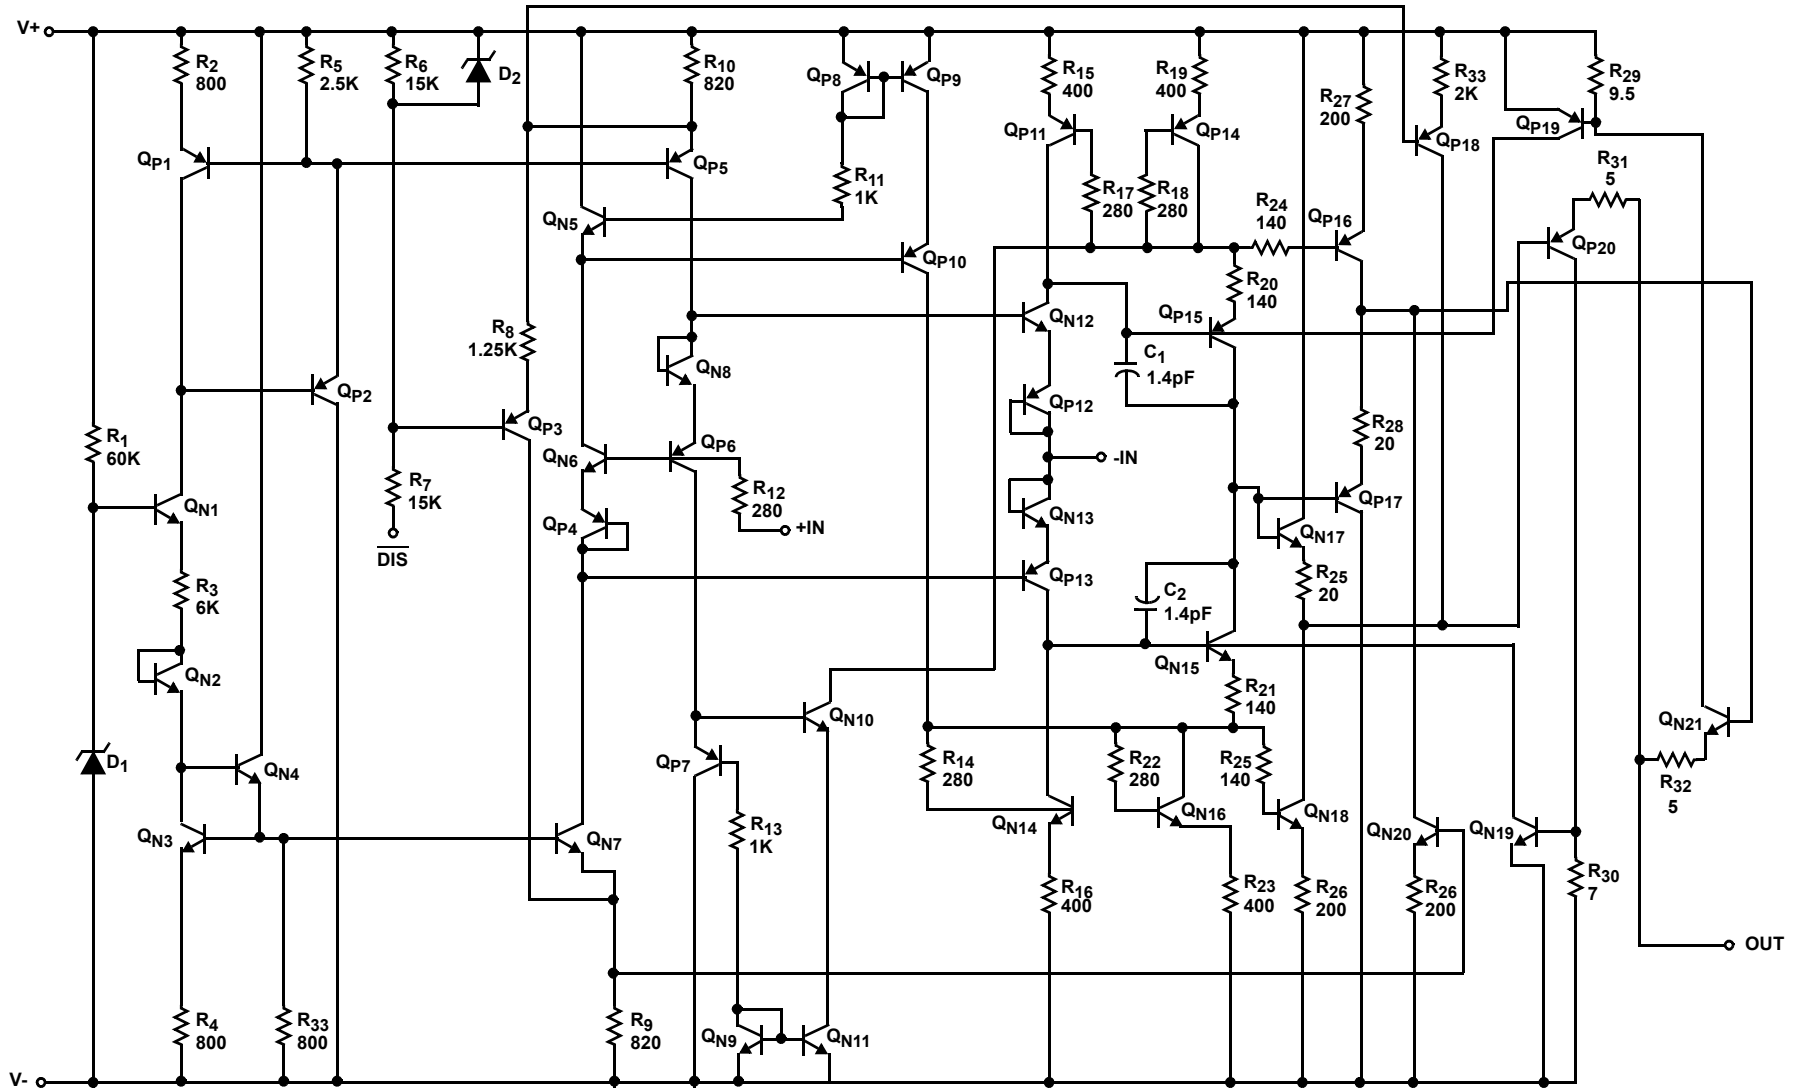 V+
R2
800
R5
2.5K
R6
15K
D2
R10
820
QP8
QP9
R15
400
R19
400
R27
200
R33
2K
R29
9.5
QP1
QP5
QP11
QP14
QP18
QP19
R11
1K
R17
280
R18
280
R31
5
QN5
R24
140
QP16
QP20
QP10
R20
140
R8
1.25K
QN12
QP15
QN8
C1
1.4pF
QP2
QP12
R1
60K
QP3
QN6
QP6
R28
20
-IN
R7
15K
R12
280
QP17
QN1
QP4
+IN
QN13
QN17
DIS
R3
6K
QP13
C2
1.4pF
R25
20
QN2
QN15
R21
140
QN10
QN21
D1
QN4
QP7
R14
280
R22
280
R25
140
R32
5
QN3
QN7
R13
1K
QN14
QN16
QN18
QN20
QN19
R16
400
R23
400
R26
200
R26
200
R30
7
OUT
R4
800
R33
800
R9
820
QN9
QN11
V-